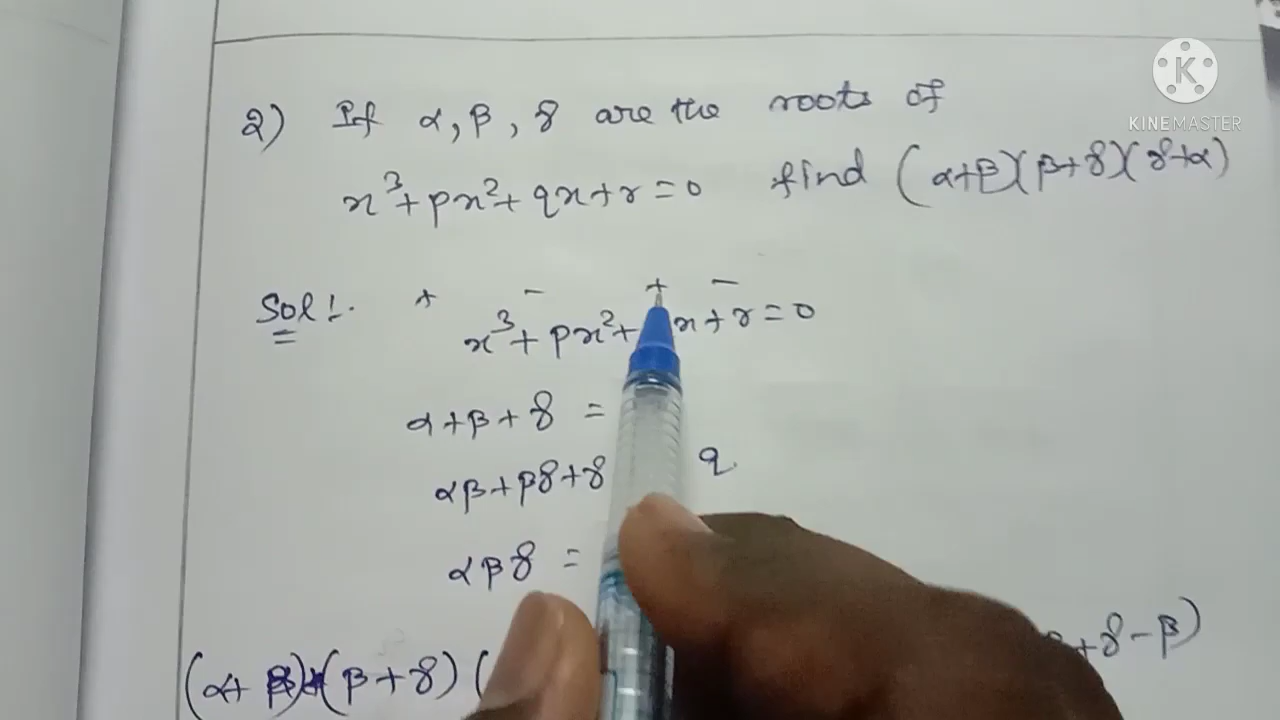 KINEMASTER
2) If α, β, γ are the roots of
x³+px²+qx+r=0 find (α+β)(β+γ)(γ+α)
Sol:- + - + -
x³+px²+ x+r=0
α+β+γ =
αβ+βγ+γ q.
αβγ =
(α+β)(β+γ)( +γ-β)